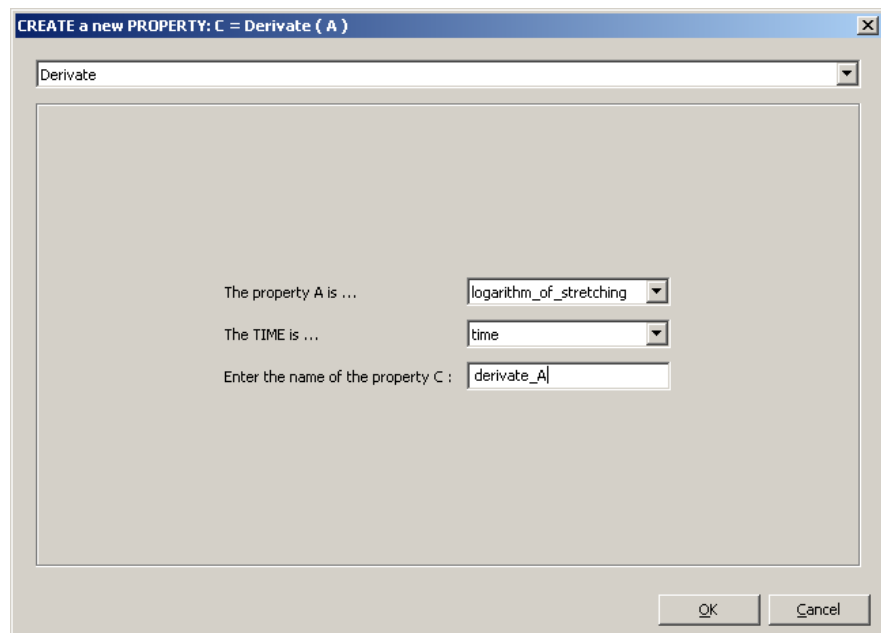 CREATE a new PROPERTY: C = Derivate ( A )
Derivate
The property A is ... logarithm_of_stretching
The TIME is ... time
Enter the name of the property C : derivate_A
OK Cancel